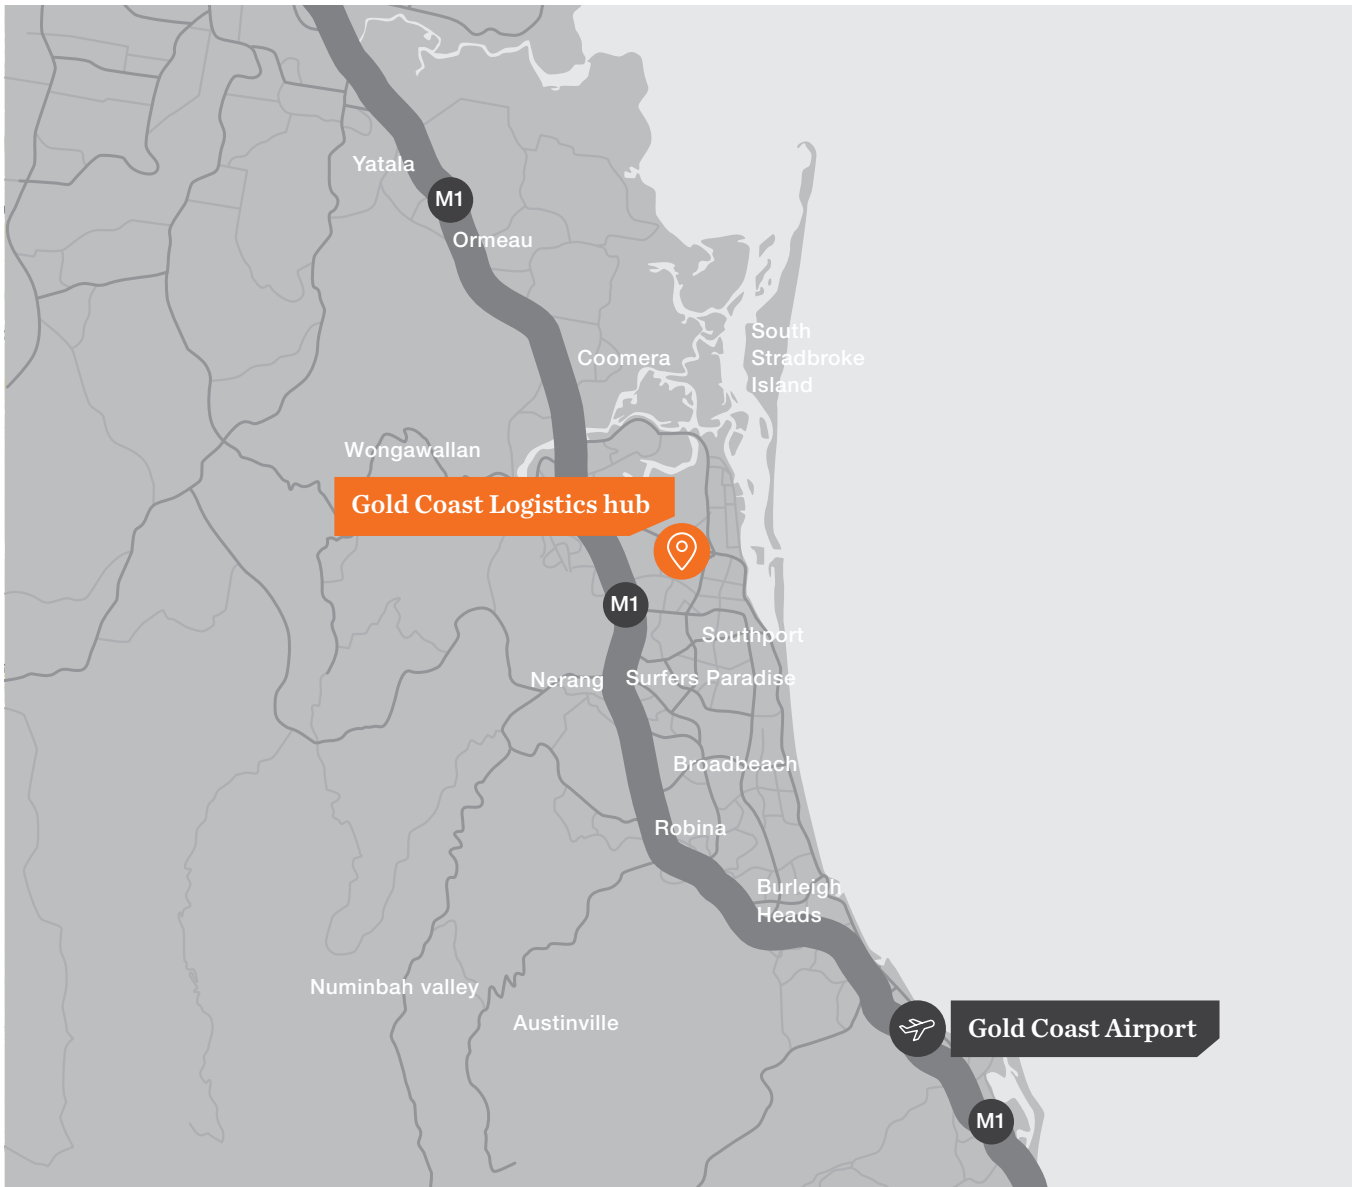 Yatala
M1
Ormeau
South
Stradbroke
Island
Coomera
Wongawallan
Gold Coast Logistics hub
M1
Southport
Nerang
Surfers Paradise
Broadbeach
Robina
Burleigh
Heads
Numinbah valley
Austinville
Gold Coast Airport
M1